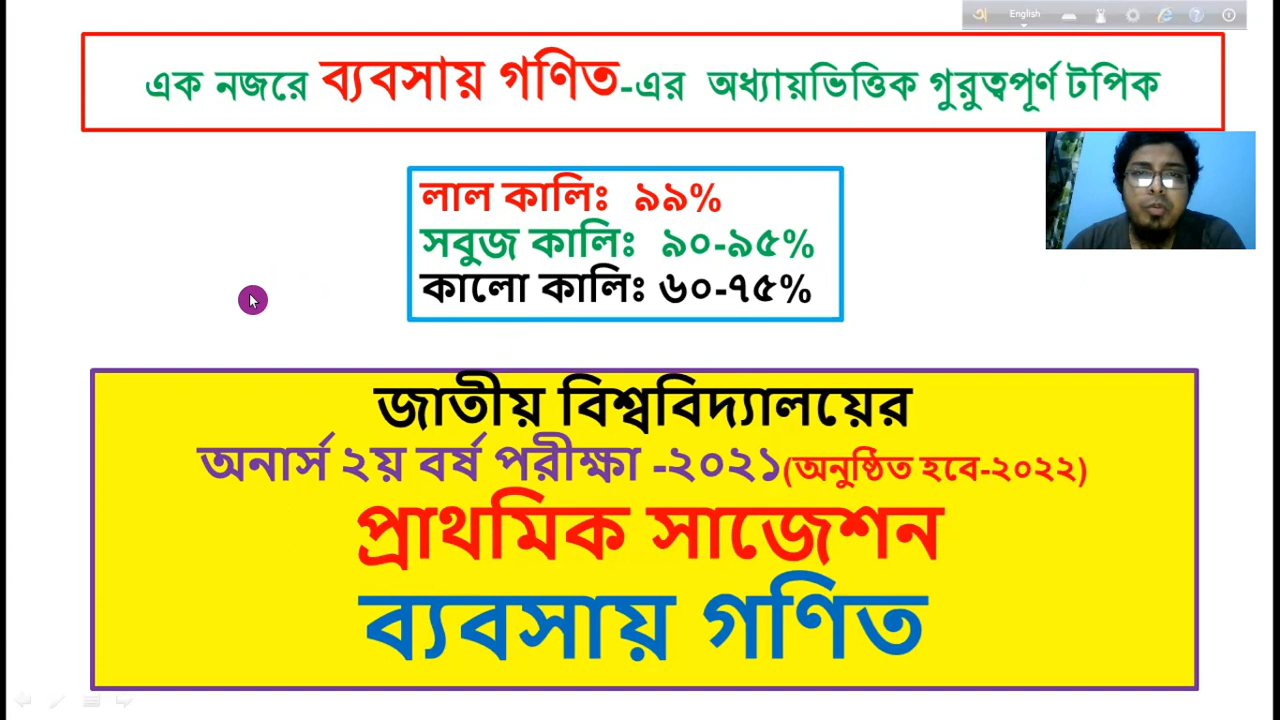 English
এক নজরে ব্যবসায় গণিত-এর অধ্যায়ভিত্তিক গুরুত্বপূর্ণ টপিক
লাল কালিঃ ৯৯%
সবুজ কালিঃ ৯০-৯৫%
কালো কালিঃ ৬০-৭৫%
জাতীয় বিশ্ববিদ্যালয়ের
অনার্স ২য় বর্ষ পরীক্ষা -২০২১(অনুষ্ঠিত হবে-২০২২)
প্রাথমিক সাজেশন
ব্যবসায় গণিত